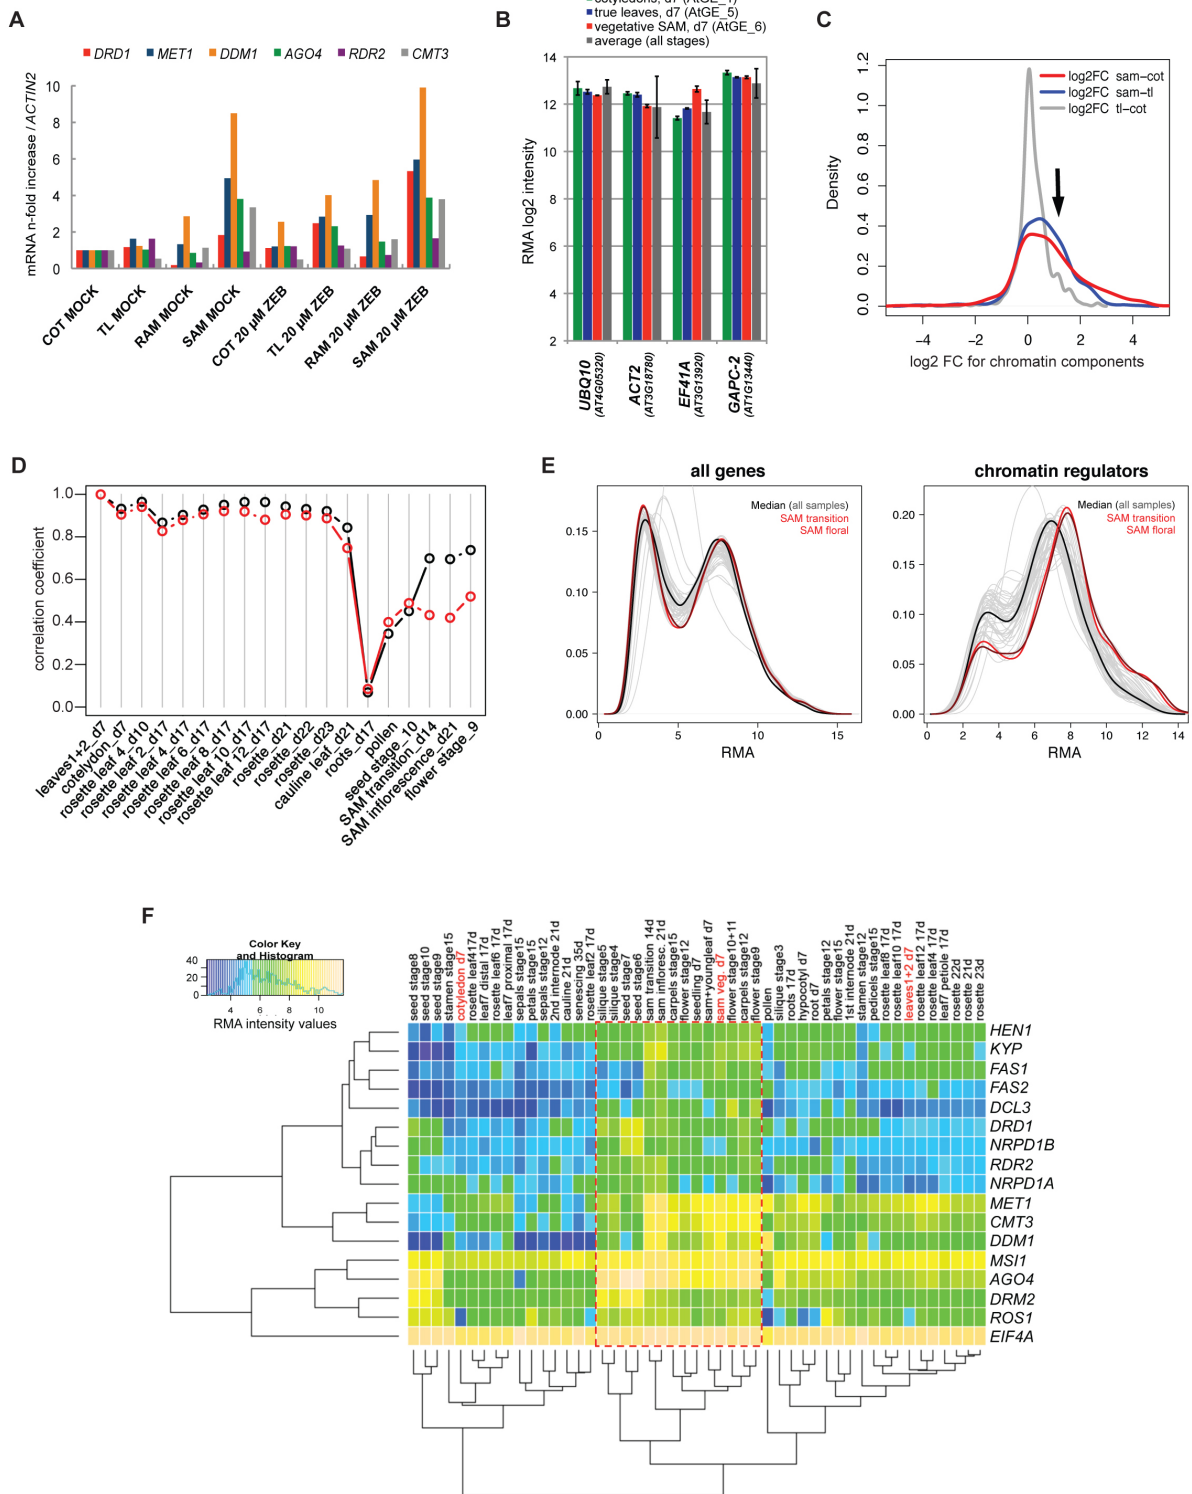 A
DRD1 MET1 DDM1 AGO4 RDR2 CMT3
mRNA n-fold increase / ACTIN2
10
8
6
4
2
0
COT MOCK
TL MOCK
RAM MOCK
SAM MOCK
COT 20 µM ZEB
TL 20 µM ZEB
RAM 20 µM ZEB
SAM 20 µM ZEB
B
true leaves, d7 (AtGE_5)
vegetative SAM, d7 (AtGE_6)
average (all stages)
RMA log2 intensity
14
12
10
8
6
4
2
UBQ10
(AT4G05320)
ACT2
(AT3G18780)
EF41A
(AT3G13920)
GAPC-2
(AT1G13440)
C
log2FC sam-cot
log2FC sam-tl
log2FC tl-cot
Density
1.2
1.0
0.8
0.6
0.4
0.2
0.0
−4 −2 0 2 4
log2 FC for chromatin components
D
correlation coefficient
1.0
0.8
0.6
0.4
0.2
0.0
leaves1+2_d7
cotelydon_d7
rosette leaf 4_d10
rosette leaf 2_d17
rosette leaf 4_d17
rosette leaf 6_d17
rosette leaf 8_d17
rosette leaf 10_d17
rosette leaf 12_d17
rosette_d21
rosette_d22
rosette_d23
cauline leaf_d21
roots_d17
pollen
seed stage_10
SAM transition_d14
SAM inflorescence_d21
flower stage_9
E
all genes
Median (all samples)
SAM transition
SAM floral
0.15
0.10
0.05
0.00
0 5 10 15
RMA
chromatin regulators
Median (all samples)
SAM transition
SAM floral
0.20
0.15
0.10
0.05
0.00
0 2 4 6 8 10 12 14
RMA
F
Color Key
and Histogram
40
20
0
4 6 8 10
RMA intensity values
seed stage8
seed stage10
seed stage9
stamen stage15
cotyledon d7
rosette leaf4 17d
leaf7 distal 17d
rosette leaf6 17d
leaf7 proximal 17d
sepals stage15
petals stage15
sepals stage12
2nd internode 21d
cauline 21d
senescing 35d
rosette leaf2 17d
silique stage5
silique stage4
seed stage7
seed stage6
sam transition 14d
sam infloresc. 21d
carpels stage15
flower stage12
seedling d7
sam+youngleaf d7
sam veg. d7
flower stage10+11
carpels stage12
flower stage9
pollen
silique stage3
roots 17d
hypocotyl d7
root d7
petals stage12
flower stage15
1st internode 21d
stamen stage12
pedicels stage15
rosette leaf8 17d
rosette leaf10 17d
leaves1+2 d7
rosette leaf12 17d
rosette leaf4 17d
leaf7 petiole 17d
rosette 22d
rosette 21d
rosette 23d
HEN1
KYP
FAS1
FAS2
DCL3
DRD1
NRPD1B
RDR2
NRPD1A
MET1
CMT3
DDM1
MSI1
AGO4
DRM2
ROS1
EIF4A